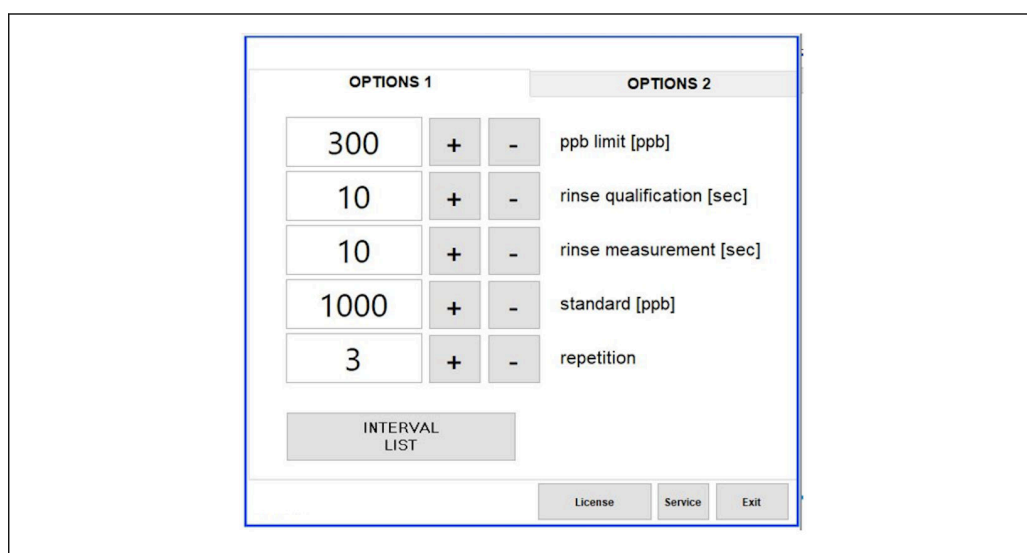 OPTIONS 1 OPTIONS 2
300 + - ppb limit [ppb]
10 + - rinse qualification [sec]
10 + - rinse measurement [sec]
1000 + - standard [ppb]
3 + - repetition
INTERVAL
LIST
License Service Exit